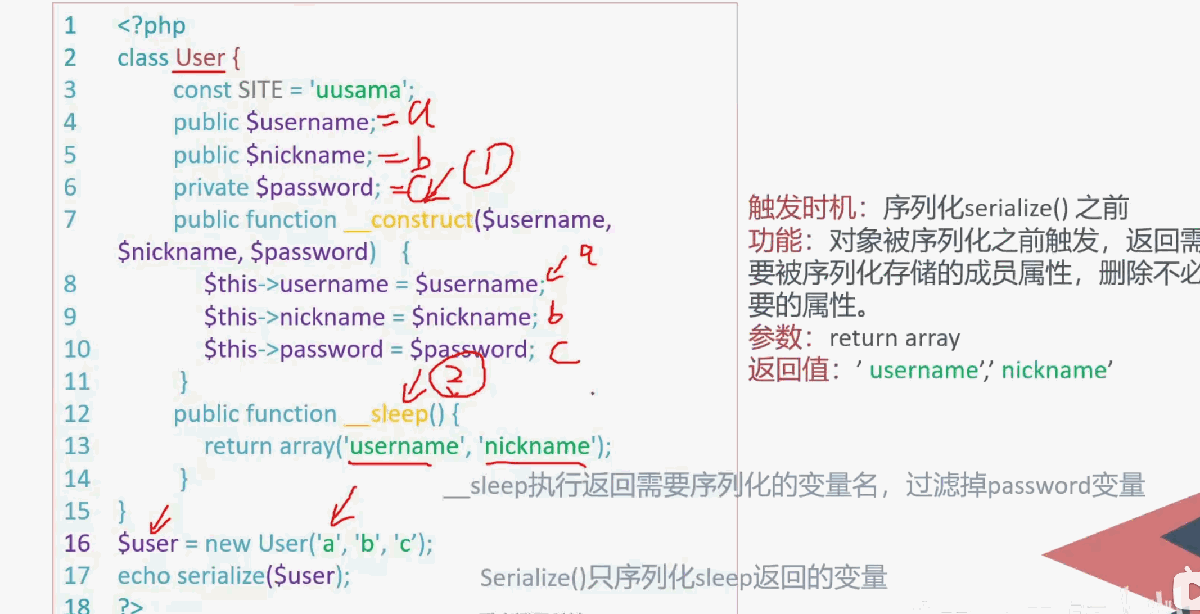 1 <?php
2 class User {
3 const SITE = 'uusama';
4 public $username; = a
5 public $nickname; = b ①
6 private $password; = c
7 public function __construct($username,
$nickname, $password) {
8 $this->username = $username; a
9 $this->nickname = $nickname; b
10 $this->password = $password; c
11 }
②
12 public function __sleep() {
13 return array('username', 'nickname');
14 }
15 }
16 $user = new User('a', 'b', 'c’);
17 echo serialize($user);
18 ?>
触发时机：序列化serialize() 之前
功能：对象被序列化之前触发，返回需
要被序列化存储的成员属性，删除不必
要的属性。
参数：return array
返回值：’ username’,’ nickname’
__sleep执行返回需要序列化的变量名，过滤掉password变量
Serialize()只序列化sleep返回的变量